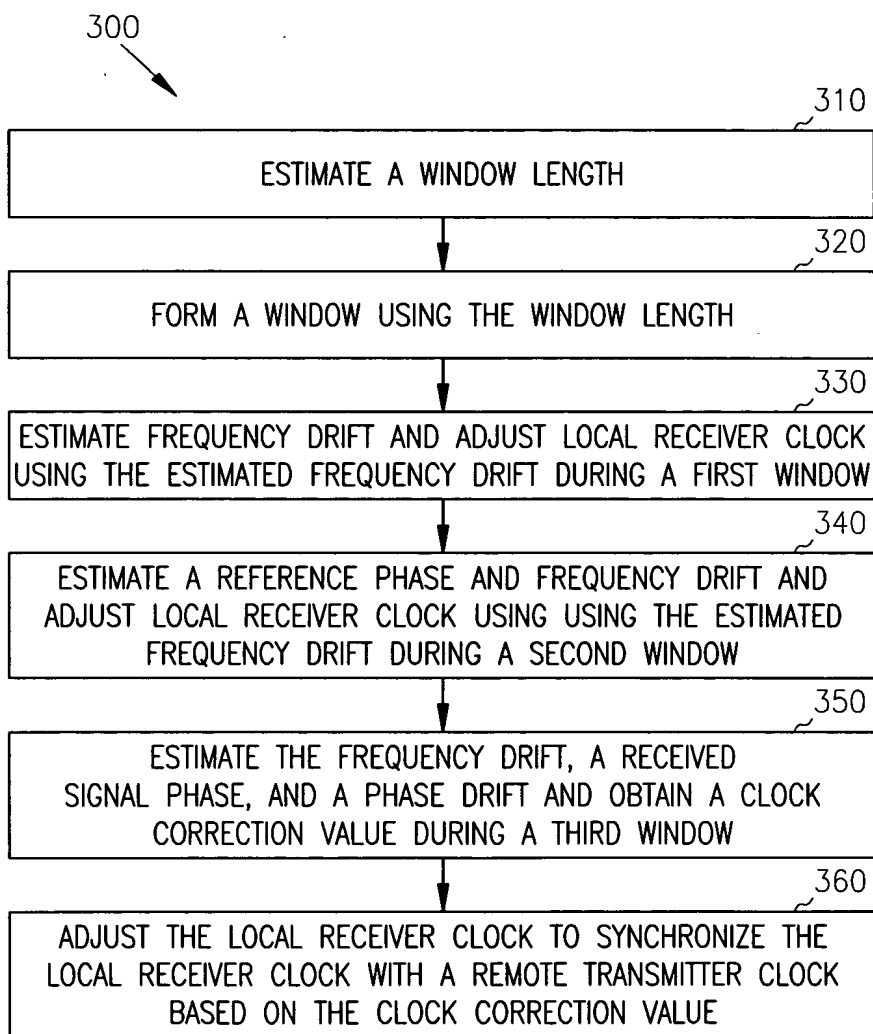 300
310
ESTIMATE A WINDOW LENGTH
320
FORM A WINDOW USING THE WINDOW LENGTH
330
ESTIMATE FREQUENCY DRIFT AND ADJUST LOCAL RECEIVER CLOCK
USING THE ESTIMATED FREQUENCY DRIFT DURING A FIRST WINDOW
340
ESTIMATE A REFERENCE PHASE AND FREQUENCY DRIFT AND
ADJUST LOCAL RECEIVER CLOCK USING USING THE ESTIMATED
FREQUENCY DRIFT DURING A SECOND WINDOW
350
ESTIMATE THE FREQUENCY DRIFT, A RECEIVED
SIGNAL PHASE, AND A PHASE DRIFT AND OBTAIN A CLOCK
CORRECTION VALUE DURING A THIRD WINDOW
360
ADJUST THE LOCAL RECEIVER CLOCK TO SYNCHRONIZE THE
LOCAL RECEIVER CLOCK WITH A REMOTE TRANSMITTER CLOCK
BASED ON THE CLOCK CORRECTION VALUE